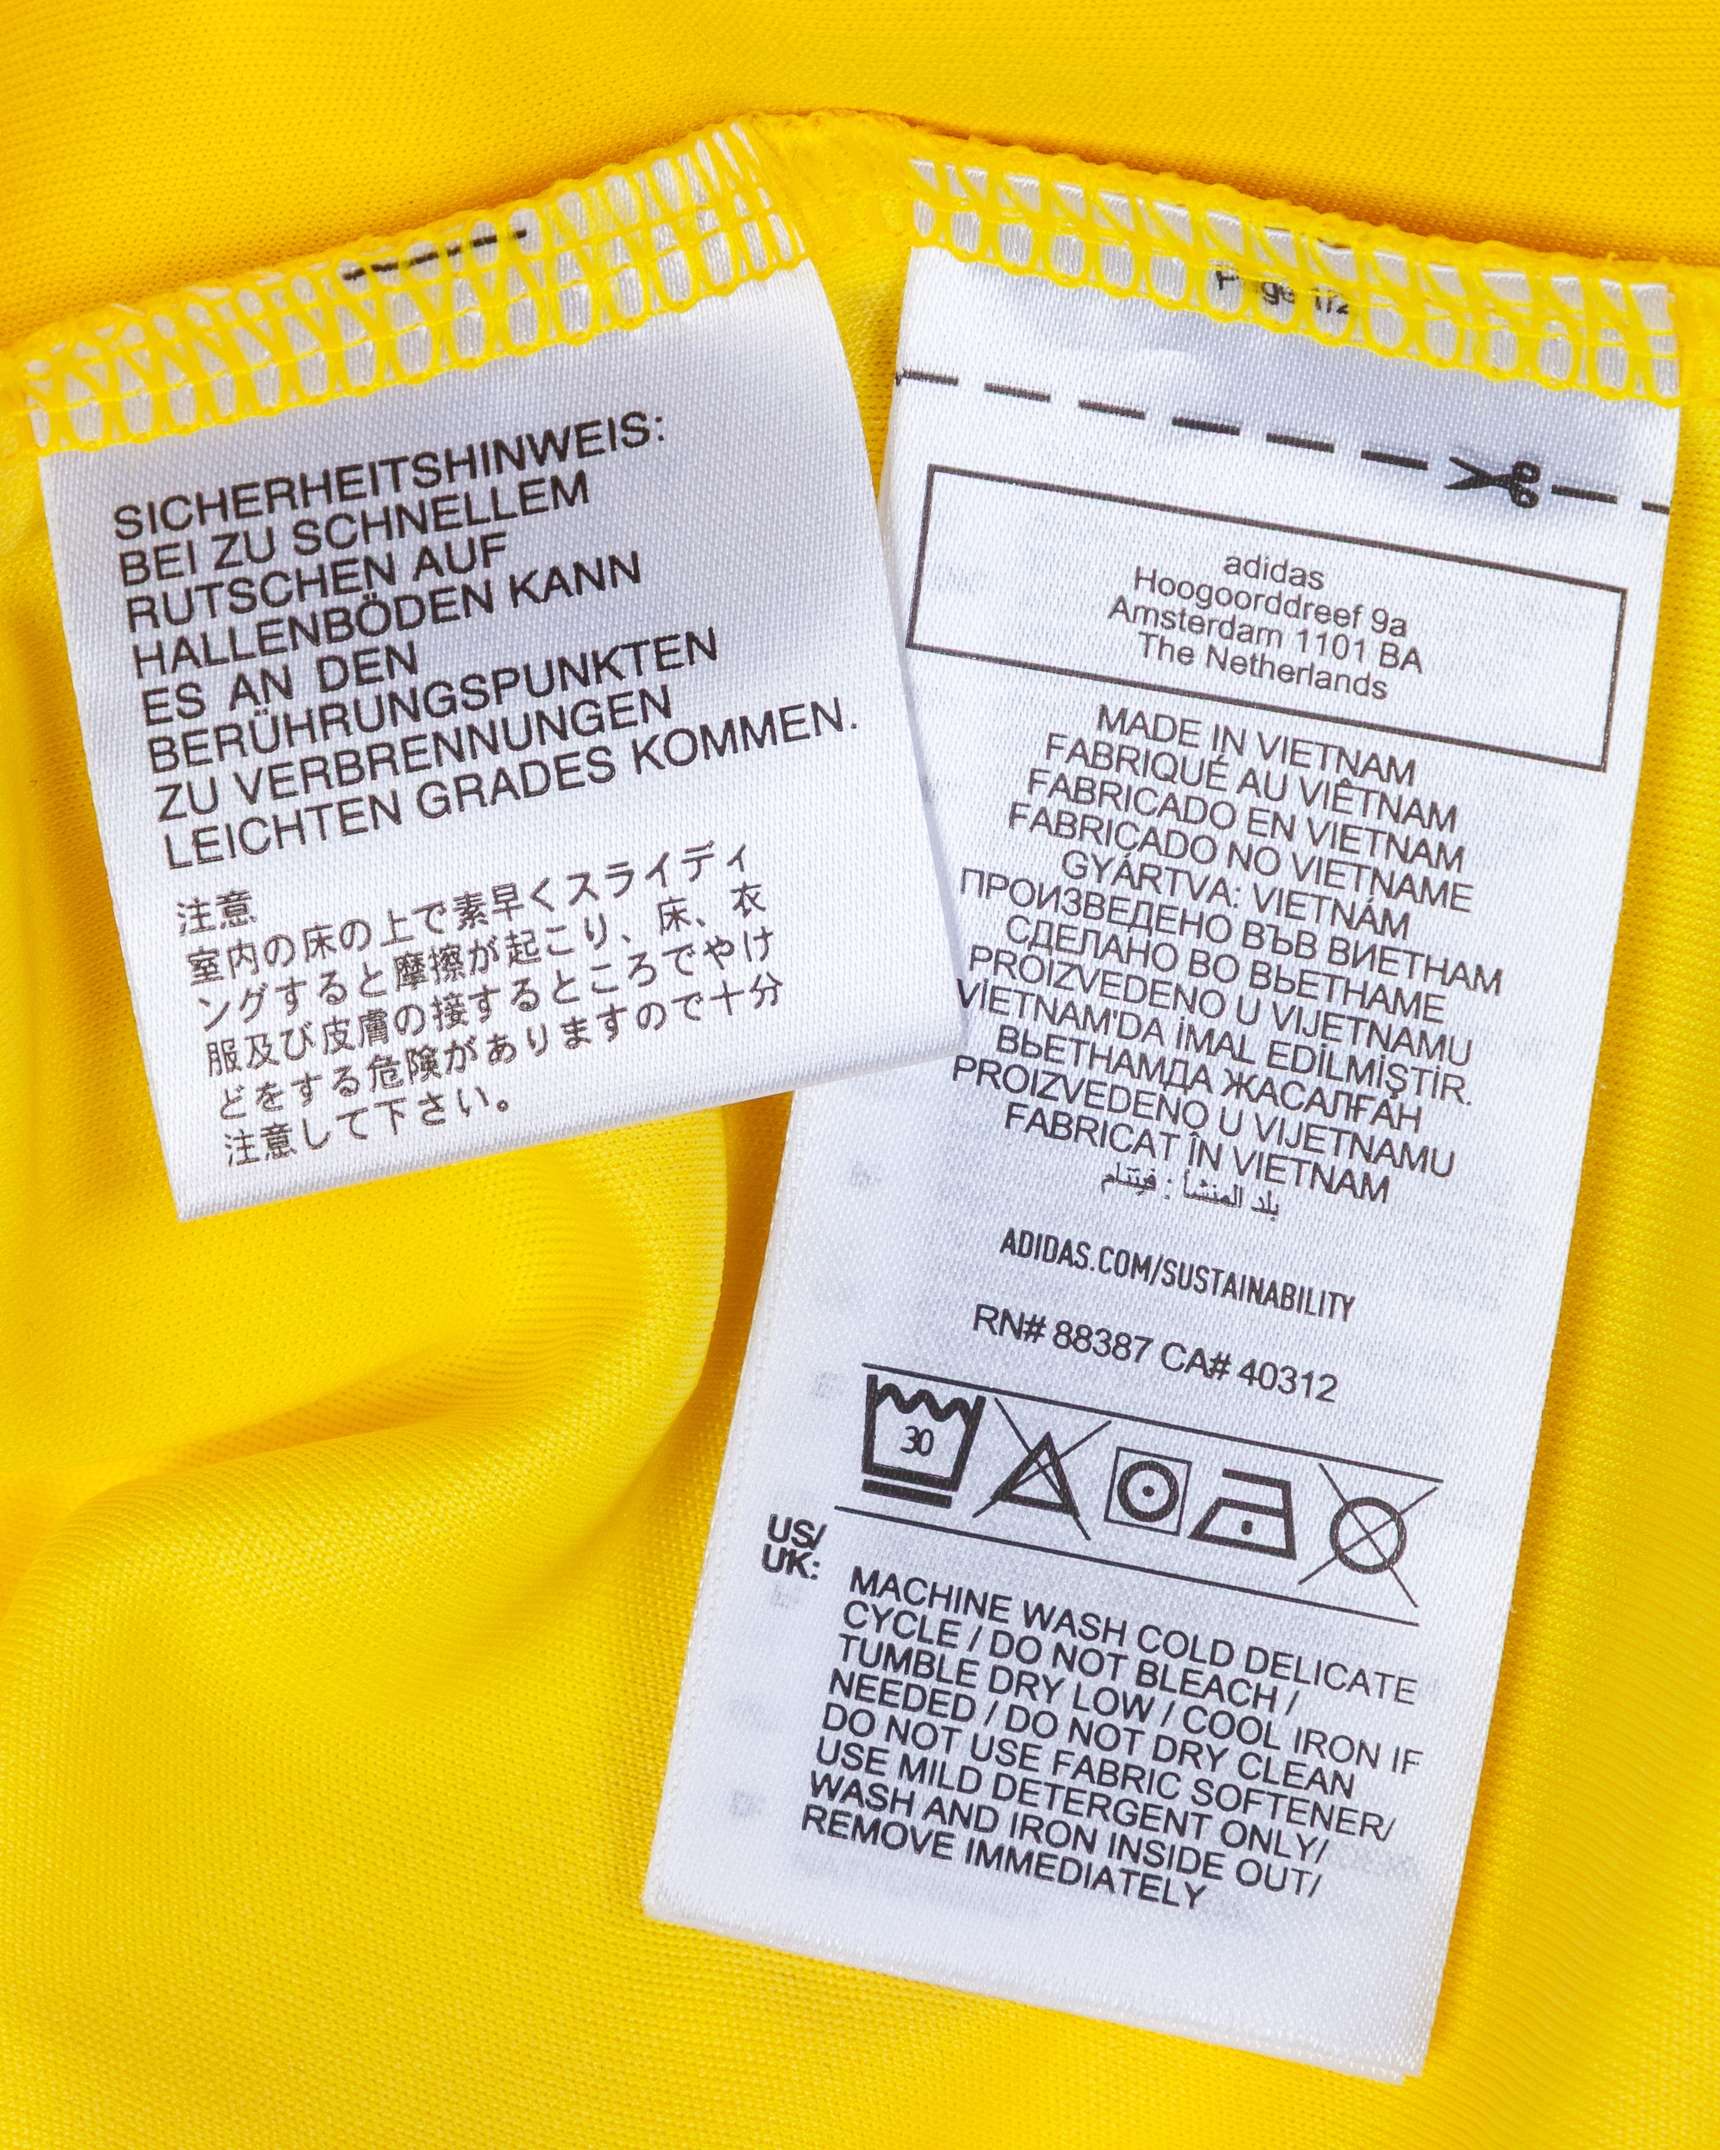 SICHERHEITSHINWEIS:
BEI ZU SCHNELLEM
RUTSCHEN AUF
HALLENBÖDEN KANN
ES AN DEN
BERÜHRUNGSPUNKTEN
ZU VERBRENNUNGEN
LEICHTEN GRADES KOMMEN.
注意
室内の床の上で素早くスライディ
ングすると摩擦が起こり、床、衣
服及び皮膚の接するところでやけ
どをする危険がありますので十分
注意して下さい。
Page 1/2
adidas
Hoogoorddreef 9a
Amsterdam 1101 BA
The Netherlands
MADE IN VIETNAM
FABRIQUÉ AU VIÊTNAM
FABRICADO EN VIETNAM
FABRICADO NO VIETNAME
GYÁRTVA: VIETNÁM
ПРОИЗВЕДЕНО ВЪВ ВИЕТНАМ
СДЕЛАНО ВО ВЬЕТНАМЕ
PROIZVEDENO U VIJETNAMU
VİETNAM'DA İMAL EDİLMİŞTİR.
ВЬЕТНАМДА ЖАСАЛҒАН
PROIZVEDENO U VIJETNAMU
FABRICAT ÎN VIETNAM
بلد المنشأ : فيتنام
ADIDAS.COM/SUSTAINABILITY
RN# 88387 CA# 40312
30
US/
UK:
MACHINE WASH COLD DELICATE
CYCLE / DO NOT BLEACH /
TUMBLE DRY LOW / COOL IRON IF
NEEDED / DO NOT DRY CLEAN
DO NOT USE FABRIC SOFTENER/
USE MILD DETERGENT ONLY/
WASH AND IRON INSIDE OUT/
REMOVE IMMEDIATELY